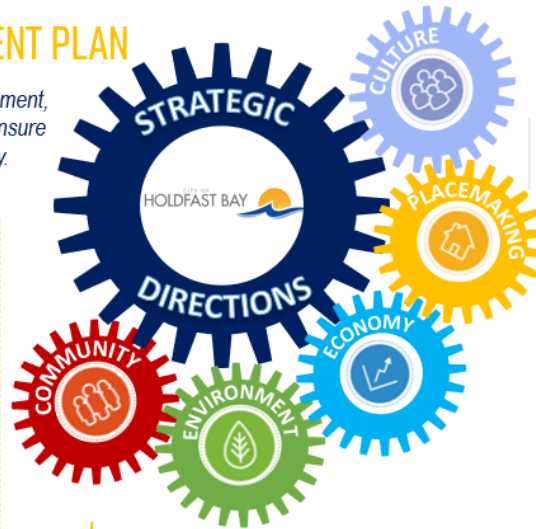 ENT PLAN
ment,
nsure
y.
STRATEGIC
CITY OF
HOLDFAST BAY
DIRECTIONS
CULTURE
PLACEMAKING
ECONOMY
ENVIRONMENT
COMMUNITY